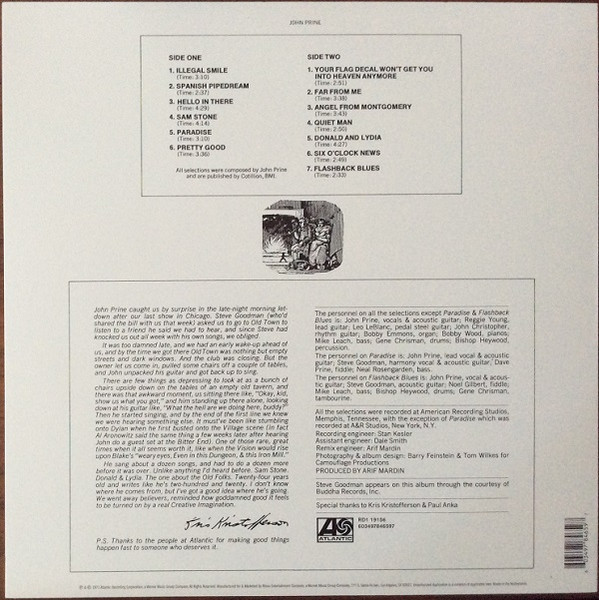 JOHN PRINE
SIDE ONE
1. ILLEGAL SMILE
(Time: 3:10)
2. SPANISH PIPEDREAM
(Time: 2:37)
3. HELLO IN THERE
(Time: 4:29)
4. SAM STONE
(Time: 4:14)
5. PARADISE
(Time: 3:10)
6. PRETTY GOOD
(Time: 3:36)
All selections were composed by John Prine
and are published by Cotillion, BMI.
SIDE TWO
1. YOUR FLAG DECAL WON'T GET YOU
INTO HEAVEN ANYMORE
(Time: 2:51)
2. FAR FROM ME
(Time: 3:38)
3. ANGEL FROM MONTGOMERY
(Time: 3:43)
4. QUIET MAN
(Time: 2:50)
5. DONALD AND LYDIA
(Time: 4:27)
6. SIX O'CLOCK NEWS
(Time: 2:49)
7. FLASHBACK BLUES
(Time: 2:33)
John Prine caught us by surprise in the late-night morning let-
down after our last show in Chicago. Steve Goodman (who'd
shared the bill with us that week) asked us to go to Old Town to
listen to a friend he said we had to hear, and since Steve had
knocked us out all week with his own songs, we obliged.
It was too damned late, and we had an early wake-up ahead of
us, and by the time we got there Old Town was nothing but empty
streets and dark windows. And the club was closing. But the
owner let us come in, pulled some chairs off a couple of tables,
and John unpacked his guitar and got back up to sing.
There are few things as depressing to look at as a bunch of
chairs upside down on the tables of an empty old tavern, and
there was that awkward moment, us sitting there like, "Okay, kid,
show us what you got," and him standing up there alone, looking
down at his guitar like, "What the hell are we doing here, buddy?"
Then he started singing, and by the end of the first line we knew
we were hearing something else. It must've been like stumbling
onto Dylan when he first busted onto the Village scene (in fact
Al Aronowitz said the same thing a few weeks later after hearing
John do a guest set at the Bitter End). One of those rare, great
times when it all seems worth it, like when the Vision would rise
upon Blake's "weary eyes, Even in this Dungeon, & this Iron Mill."
He sang about a dozen songs, and had to do a dozen more
before it was over. Unlike anything I'd heard before. Sam Stone.
Donald & Lydia. The one about the Old Folks. Twenty-four years
old and writes like he's two-hundred and twenty. I don't know
where he comes from, but I've got a good idea where he's going.
We went away believers, reminded how goddamned good it feels
to be turned on by a real Creative Imagination.
Kris Kristofferson
P.S. Thanks to the people at Atlantic for making good things
happen fast to someone who deserves it.
The personnel on all the selections except Paradise & Flashback
Blues is: John Prine, vocals & acoustic guitar; Reggie Young,
lead guitar; Leo LeBlanc, pedal steel guitar; John Christopher,
rhythm guitar; Bobby Emmons, organ; Bobby Wood, pianos;
Mike Leach, bass; Gene Chrisman, drums; Bishop Heywood,
percussion.
The personnel on Paradise is: John Prine, lead vocal & acoustic
guitar; Steve Goodman, harmony vocal & acoustic guitar; Dave
Prine, fiddle; Neal Rosengarden, bass.
The personnel on Flashback Blues is: John Prine, vocal & acous-
tic guitar; Steve Goodman, acoustic guitar; Noel Gilbert, fiddle;
Mike Leach, bass; Bishop Heywood, drums; Gene Chrisman,
tambourine.
All the selections were recorded at American Recording Studios,
Memphis, Tennessee, with the exception of Paradise which was
recorded at A&R Studios, New York, N.Y.
Recording engineer: Stan Kesler
Assistant engineer: Dale Smith
Remix engineer: Arif Mardin
Photography & album design: Barry Feinstein & Tom Wilkes for
Camouflage Productions
PRODUCED BY ARIF MARDIN
Steve Goodman appears on this album through the courtesy of
Buddha Records, Inc.
Special thanks to Kris Kristofferson & Paul Anka
ATLANTIC
RD1 19156
603497846597